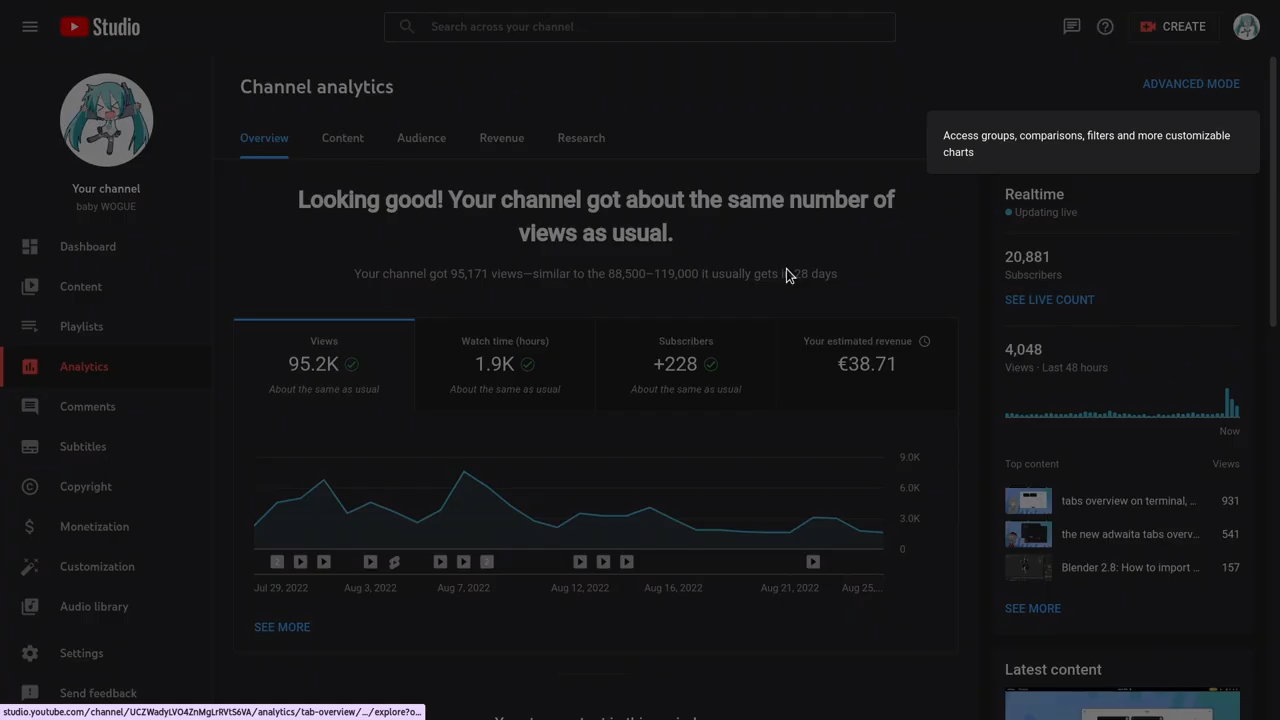 Studio
Search across your channel
CREATE
Your channel
baby WOGUE
Dashboard
Content
Playlists
Analytics
Comments
Subtitles
Copyright
Monetization
Customization
Audio library
Settings
Send feedback
Channel analytics
ADVANCED MODE
Overview
Content
Audience
Revenue
Research
Access groups, comparisons, filters and more customizable
charts
Looking good! Your channel got about the same number of
views as usual.
Your channel got 95,171 views—similar to the 88,500–119,000 it usually gets in 28 days
Views
95.2K
About the same as usual
Watch time (hours)
1.9K
About the same as usual
Subscribers
+228
About the same as usual
Your estimated revenue
€38.71
9.0K
6.0K
3.0K
0
2
2
Jul 29, 2022
Aug 3, 2022
Aug 7, 2022
Aug 12, 2022
Aug 16, 2022
Aug 21, 2022
Aug 25,...
SEE MORE
Realtime
Updating live
20,881
Subscribers
SEE LIVE COUNT
4,048
Views · Last 48 hours
Now
Top content
Views
tabs overview on terminal, ...
931
the new adwaita tabs overv...
541
Blender 2.8: How to import ...
157
SEE MORE
Latest content